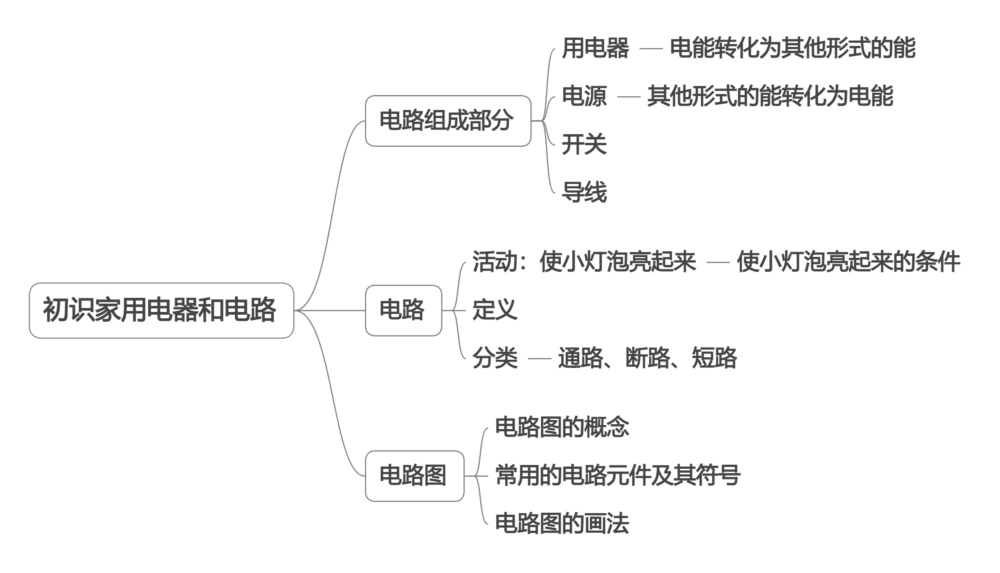 用电器
电能转化为其他形式的能
电源
其他形式的能转化为电能
电路组成部分
开关
导线
活动：使小灯泡亮起来
使小灯泡亮起来的条件
初识家用电器和电路
电路
定义
分类
通路、断路、短路
电路图的概念
电路图
常用的电路元件及其符号
电路图的画法